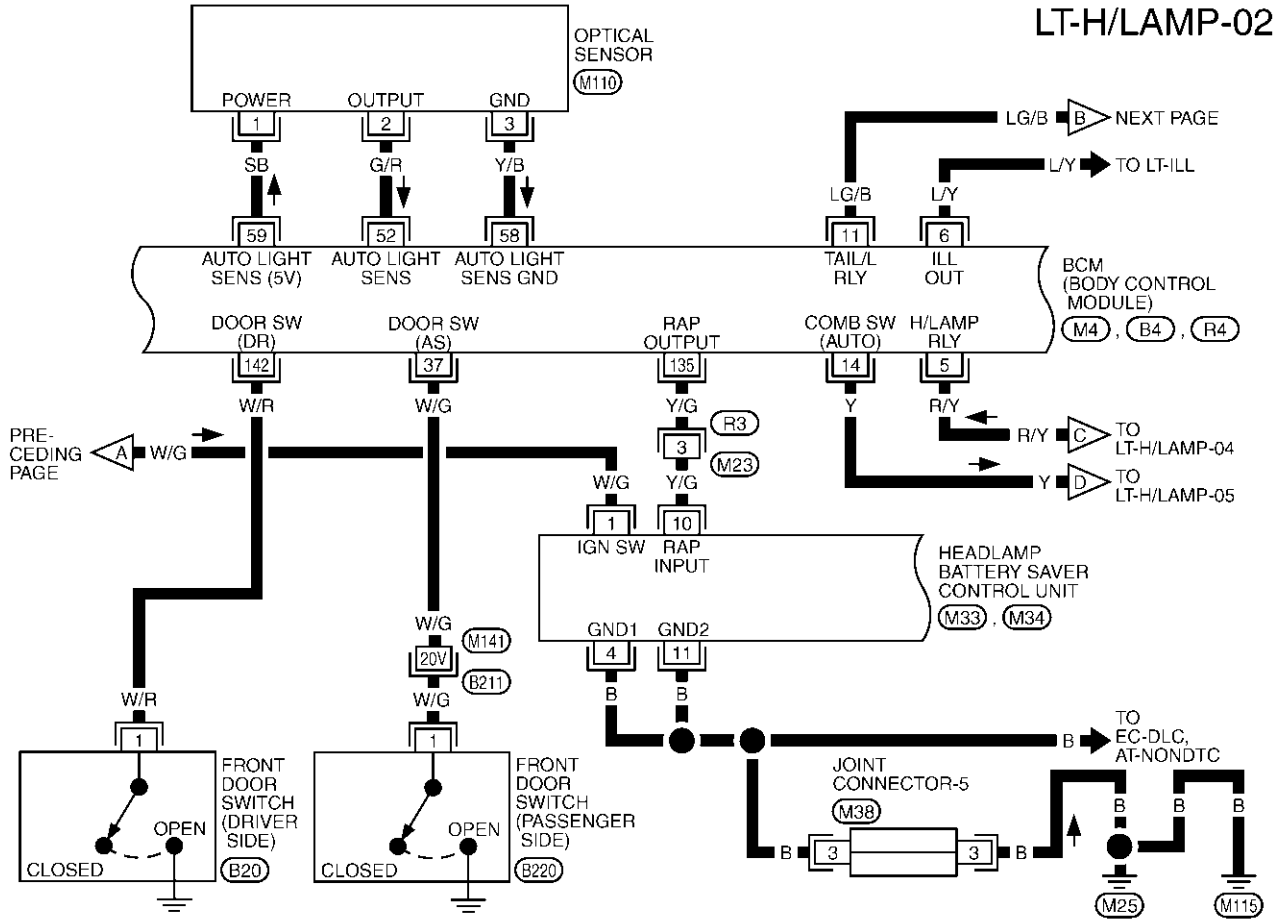 LT-H/LAMP-02
OPTICAL
SENSOR
M110
POWER OUTPUT GND
1 2 3
SB G/R Y/B
LG/B B NEXT PAGE
L/Y TO LT-ILL
LG/B L/Y
59 52 58 11 6
AUTO LIGHT
SENS (5V)
AUTO LIGHT
SENS
AUTO LIGHT
SENS GND
TAIL/L
RLY
ILL
OUT
BCM
(BODY CONTROL
MODULE)
M4 , B4 , R4
DOOR SW
(DR)
DOOR SW
(AS)
RAP
OUTPUT
COMB SW
(AUTO)
H/LAMP
RLY
142 37 135 14 5
W/R W/G Y/G Y R/Y
PRE-
CEDING
PAGE
A W/G
R3
3
M23
R/Y C TO
LT-H/LAMP-04
Y D TO
LT-H/LAMP-05
W/G Y/G
1 10
IGN SW RAP
INPUT
HEADLAMP
BATTERY SAVER
CONTROL UNIT
M33 , M34
GND1 GND2
4 11
B B
W/G
M141
20V
B211
W/R W/G
1 1
FRONT
DOOR
SWITCH
(DRIVER
SIDE)
B20
OPEN
CLOSED
FRONT
DOOR
SWITCH
(PASSENGER
SIDE)
B220
OPEN
CLOSED
B TO
EC-DLC,
AT-NONDTC
JOINT
CONNECTOR-5
M38
B 3 3 B
B B B
M25 M115